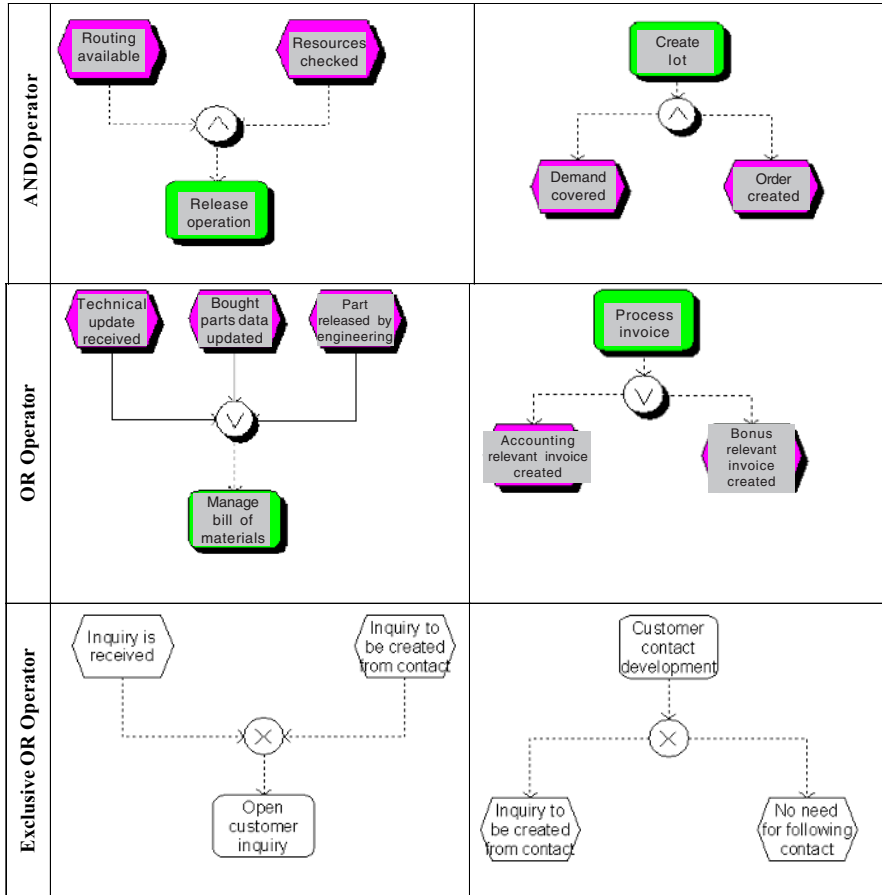 AND Operator
Routing
available
Resources
checked
Release
operation
Create
lot
Demand
covered
Order
created
OR Operator
Technical
update
received
Bought
parts data
updated
Part
released by
engineering
Manage
bill of
materials
Process
invoice
Accounting
relevant invoice
created
Bonus
relevant
invoice
created
Exclusive OR Operator
Inquiry is
received
Inquiry to
be created
from contact
Open
customer
inquiry
Customer
contact
development
Inquiry to
be created
from contact
No need
for following
contact